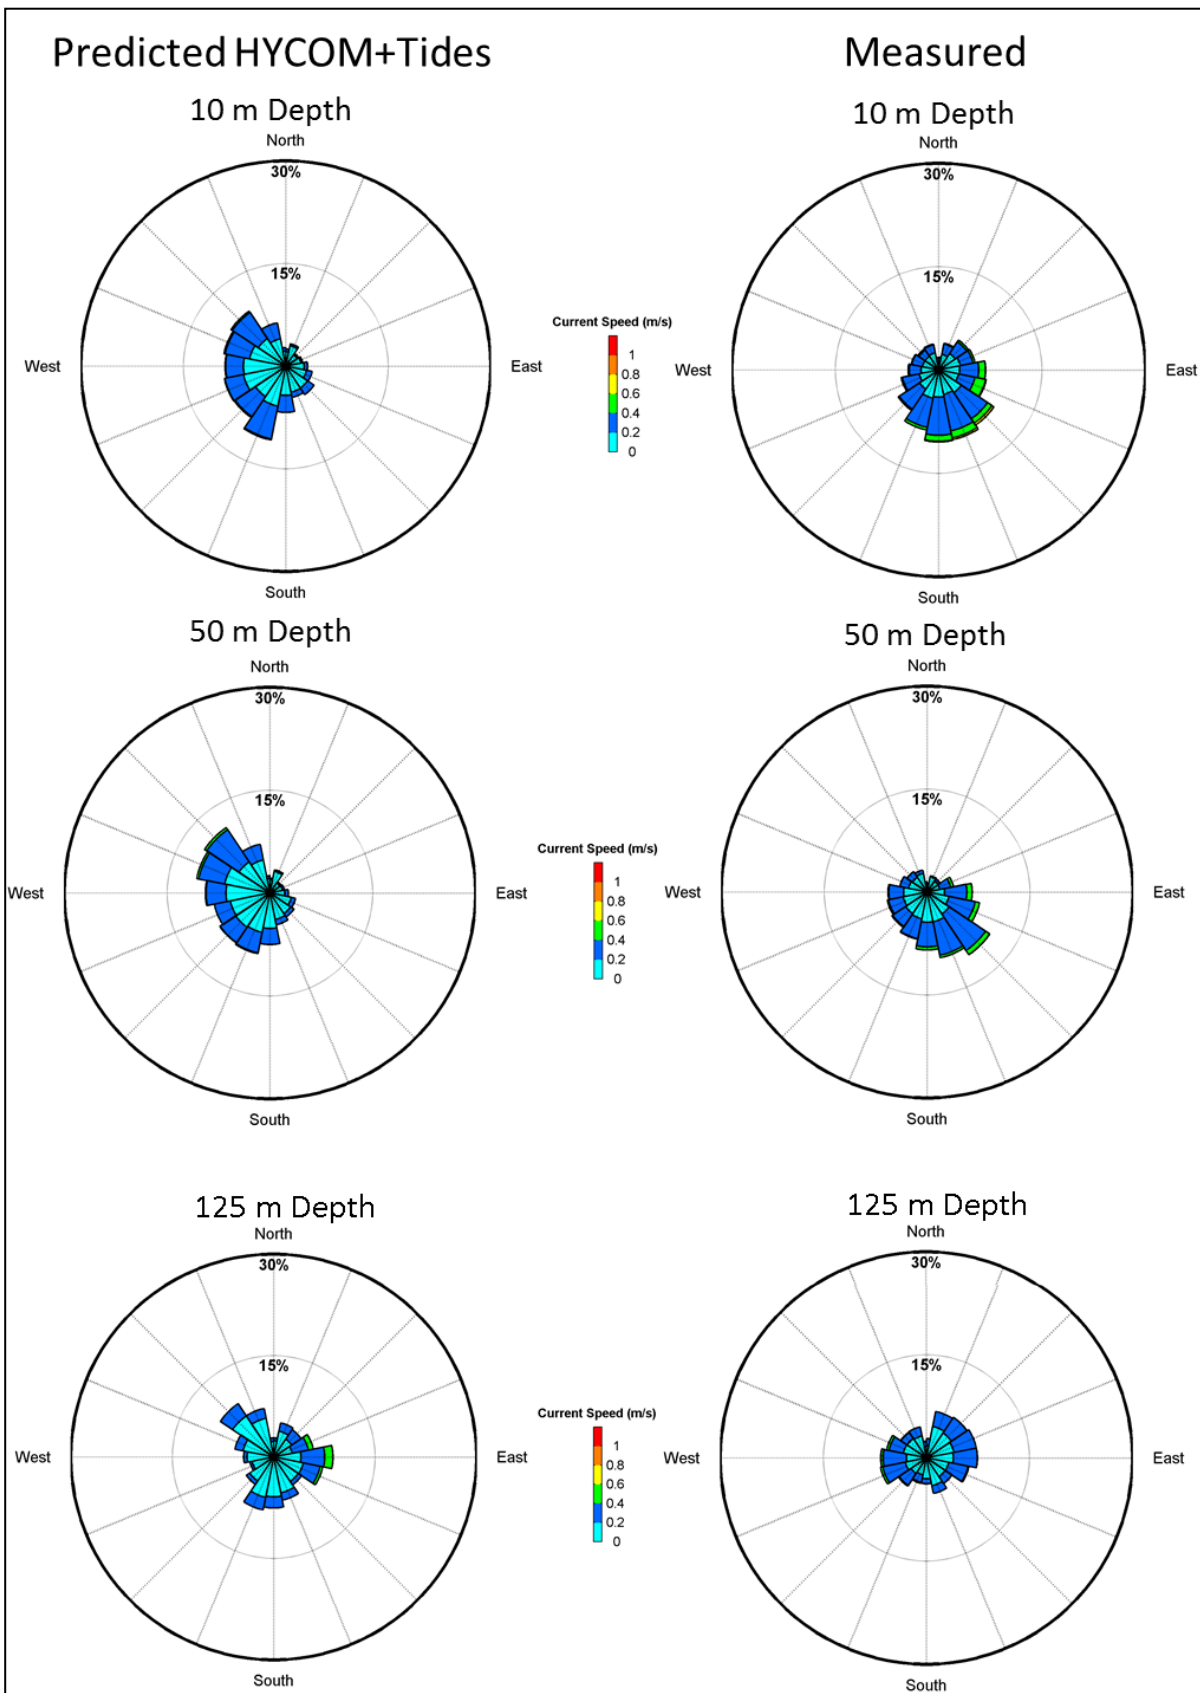 Predicted HYCOM+Tides
Measured
10 m Depth
North
30%
15%
West
East
South
Current Speed (m/s)
1
0.8
0.6
0.4
0.2
0
10 m Depth
North
30%
15%
West
East
South
50 m Depth
North
30%
15%
West
East
South
Current Speed (m/s)
1
0.8
0.6
0.4
0.2
0
50 m Depth
North
30%
15%
West
East
South
125 m Depth
North
30%
15%
West
East
South
Current Speed (m/s)
1
0.8
0.6
0.4
0.2
0
125 m Depth
North
30%
15%
West
East
South